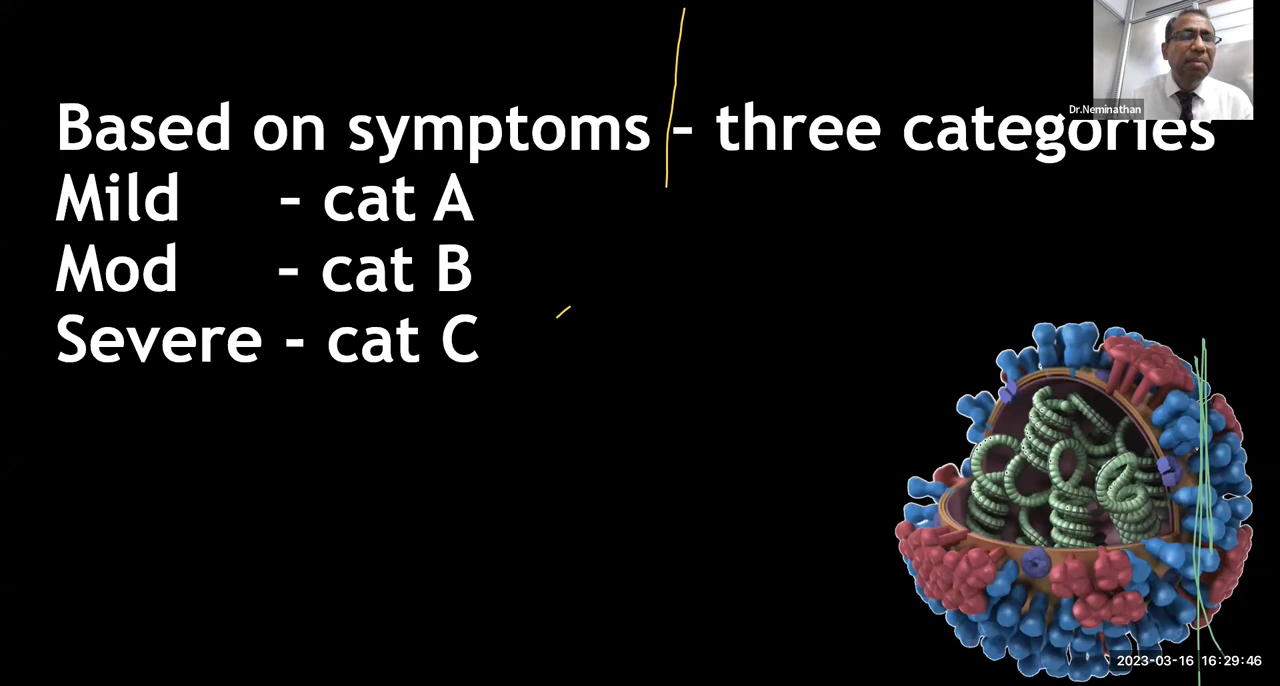 Dr.Neminathan
Based on symptoms – three categories
Mild - cat A
Mod - cat B
Severe - cat C
2023-03-16 16:29:46